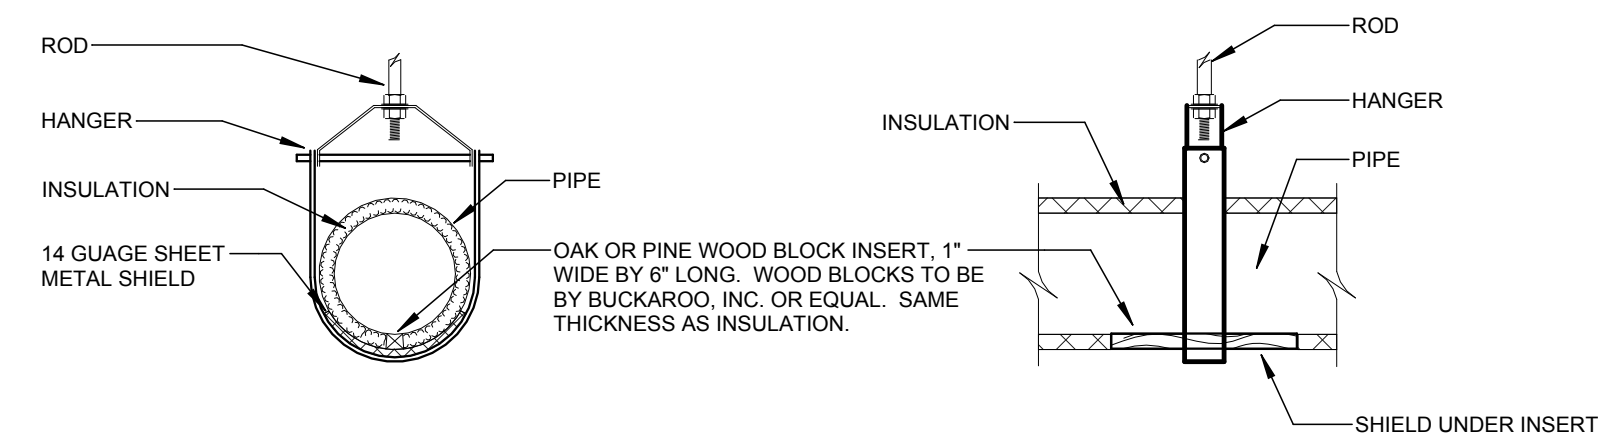 ROD
HANGER
INSULATION
14 GUAGE SHEET
METAL SHIELD
PIPE
OAK OR PINE WOOD BLOCK INSERT, 1"
WIDE BY 6" LONG. WOOD BLOCKS TO BE
BY BUCKAROO, INC. OR EQUAL. SAME
THICKNESS AS INSULATION.
INSULATION
ROD
HANGER
PIPE
SHIELD UNDER INSERT